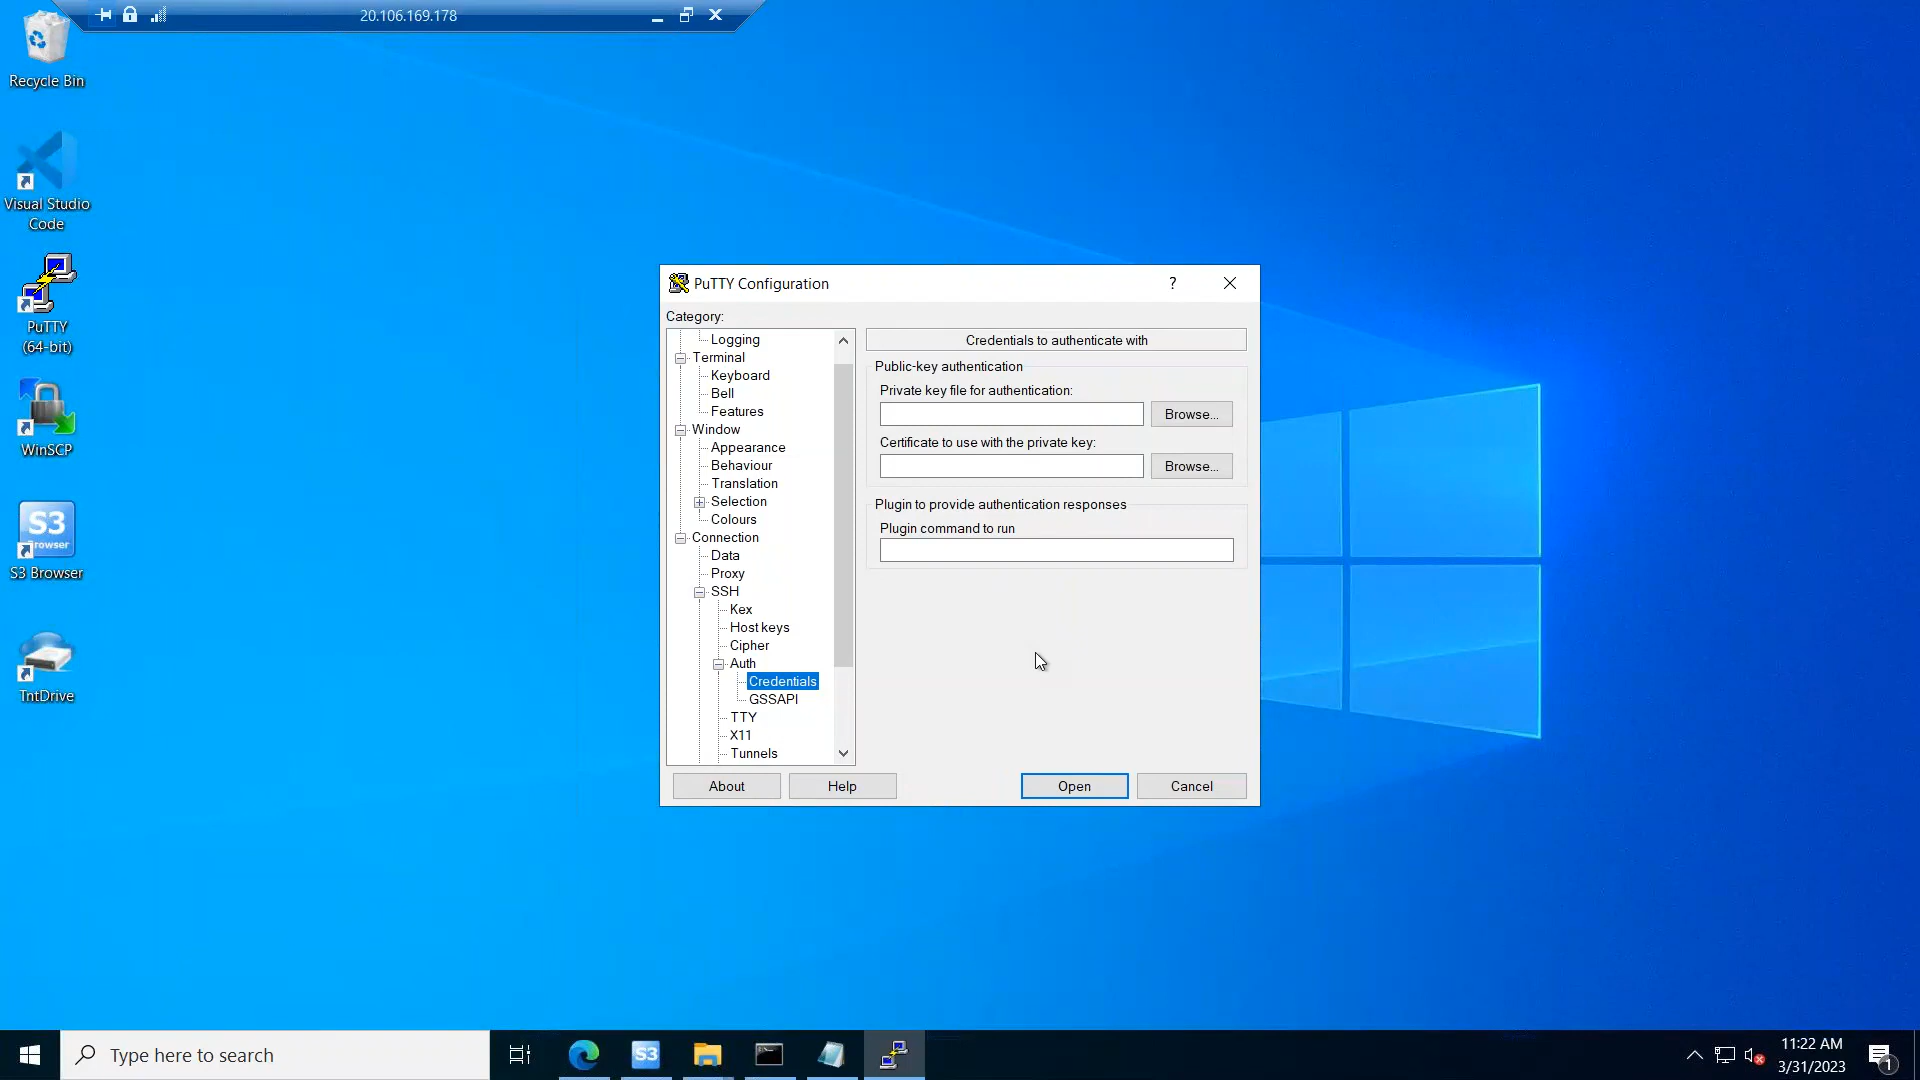 20.106.169.178
Recycle Bin
Visual Studio
Code
PuTTY
(64-bit)
WinSCP
S3
Browser
S3 Browser
TntDrive
PuTTY Configuration
?
Category:
Logging
Terminal
Keyboard
Bell
Features
Window
Appearance
Behaviour
Translation
Selection
Colours
Connection
Data
Proxy
SSH
Kex
Host keys
Cipher
Auth
Credentials
GSSAPI
TTY
X11
Tunnels
Credentials to authenticate with
Public-key authentication
Private key file for authentication:
Browse...
Certificate to use with the private key:
Browse...
Plugin to provide authentication responses
Plugin command to run
About
Help
Open
Cancel
Type here to search
S3
11:22 AM
3/31/2023
1